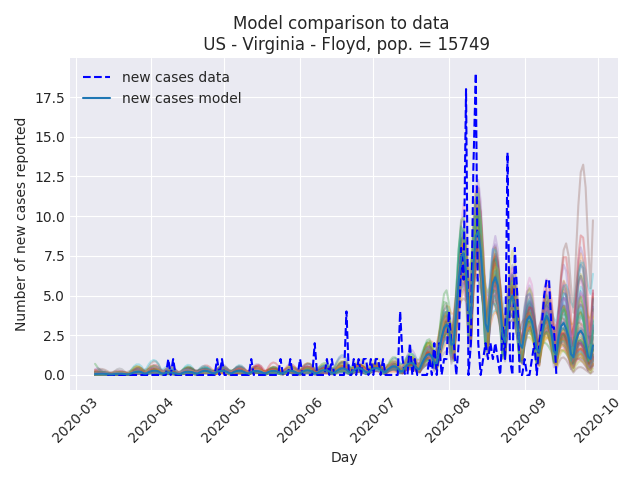 Model comparison to data
US - Virginia - Floyd, pop. = 15749
new cases data
new cases model
Number of new cases reported
17.5
15.0
12.5
10.0
7.5
5.0
2.5
0.0
2020-03
2020-04
2020-05
2020-06
2020-07
2020-08
2020-09
2020-10
Day